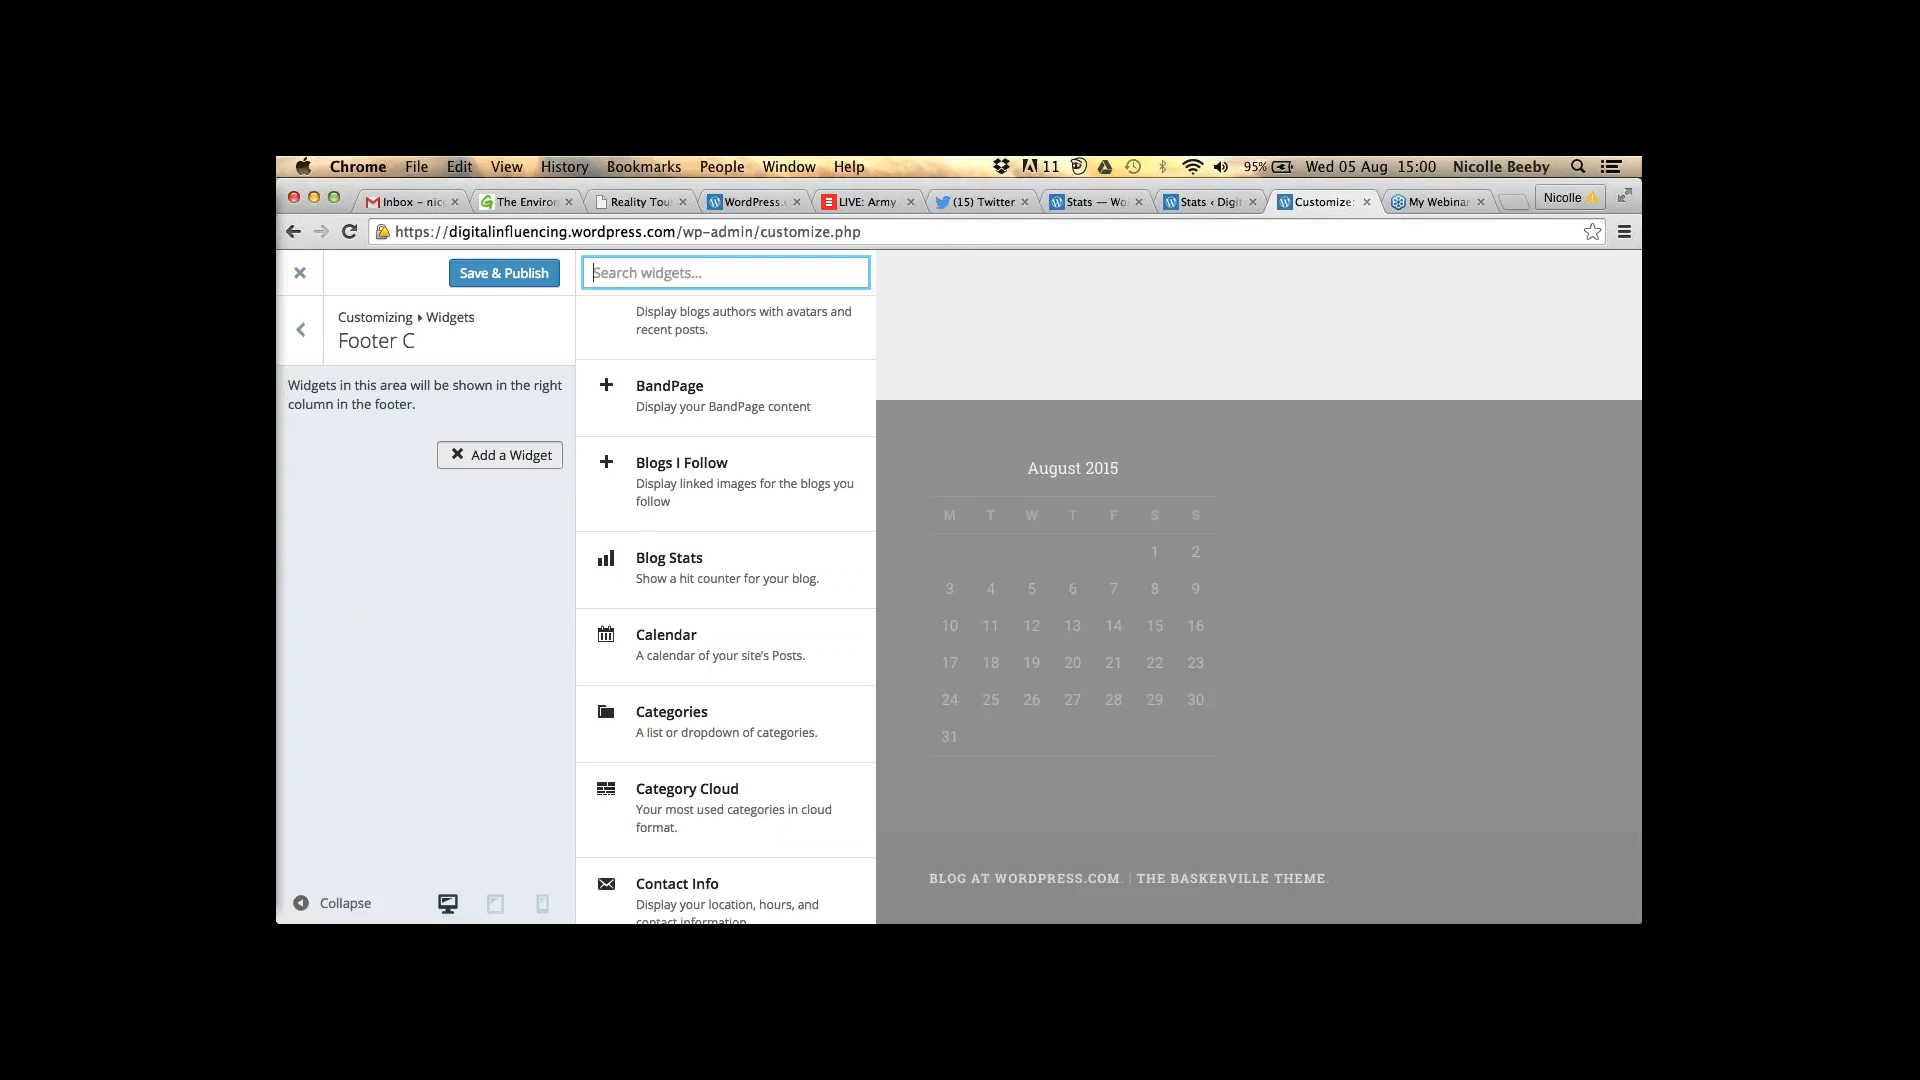 Chrome File Edit View History Bookmarks People Window Help 11 95% Wed 05 Aug 15:00 Nicolle Beeby
Inbox – nic The Environ Reality Tou WordPress. LIVE: Army (15) Twitter Stats — Wo Stats ‹ Digit Customize: My Webinar Nicolle
https://digitalinfluencing.wordpress.com/wp-admin/customize.php
Save & Publish
Search widgets...
Customizing Widgets
Footer C
Widgets in this area will be shown in the right
column in the footer.
Add a Widget
Collapse
Display blogs authors with avatars and
recent posts.
BandPage
Display your BandPage content
Blogs I Follow
Display linked images for the blogs you
follow
Blog Stats
Show a hit counter for your blog.
Calendar
A calendar of your site's Posts.
Categories
A list or dropdown of categories.
Category Cloud
Your most used categories in cloud
format.
Contact Info
Display your location, hours, and
contact information.
August 2015
M T W T F S S
1 2
3 4 5 6 7 8 9
10 11 12 13 14 15 16
17 18 19 20 21 22 23
24 25 26 27 28 29 30
31
BLOG AT WORDPRESS.COM. | THE BASKERVILLE THEME.